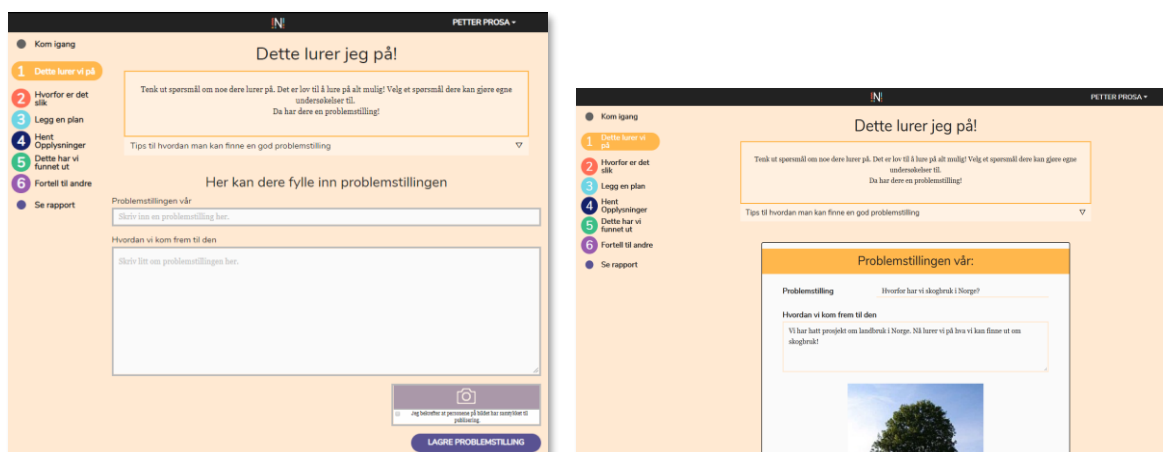 !N!
PETTER PROSA
Kom igang
1 Dette lurer vi på
2 Hvorfor er det
slik
3 Legg en plan
4 Hent
Opplysninger
5 Dette har vi
funnet ut
6 Fortell til andre
Se rapport
Dette lurer jeg på!
Tenk ut spørsmål om noe dere lurer på. Det er lov til å lure på alt mulig! Velg et spørsmål dere kan gjøre egne
undersøkelser til.
Da har dere en problemstilling!
Tips til hvordan man kan finne en god problemstilling
Her kan dere fylle inn problemstillingen
Problemstillingen vår
Skriv inn en problemstilling her.
Hvordan vi kom frem til den
Skriv litt om problemstillingen her.
Jeg bekrefter at personene på bildet har samtykket til
publisering.
LAGRE PROBLEMSTILLING
!N!
PETTER PROSA
Kom igang
1 Dette lurer vi
på
2 Hvorfor er det
slik
3 Legg en plan
4 Hent
Opplysninger
5 Dette har vi
funnet ut
6 Fortell til andre
Se rapport
Dette lurer jeg på!
Tenk ut spørsmål om noe dere lurer på. Det er lov til å lure på alt mulig! Velg et spørsmål dere kan gjøre egne
undersøkelser til.
Da har dere en problemstilling!
Tips til hvordan man kan finne en god problemstilling
Problemstillingen vår:
Problemstilling
Hvorfor har vi skogbruk i Norge?
Hvordan vi kom frem til den
Vi har hatt prosjekt om landbruk i Norge. Nå lurer vi på hva vi kan finne ut om
skogbruk!